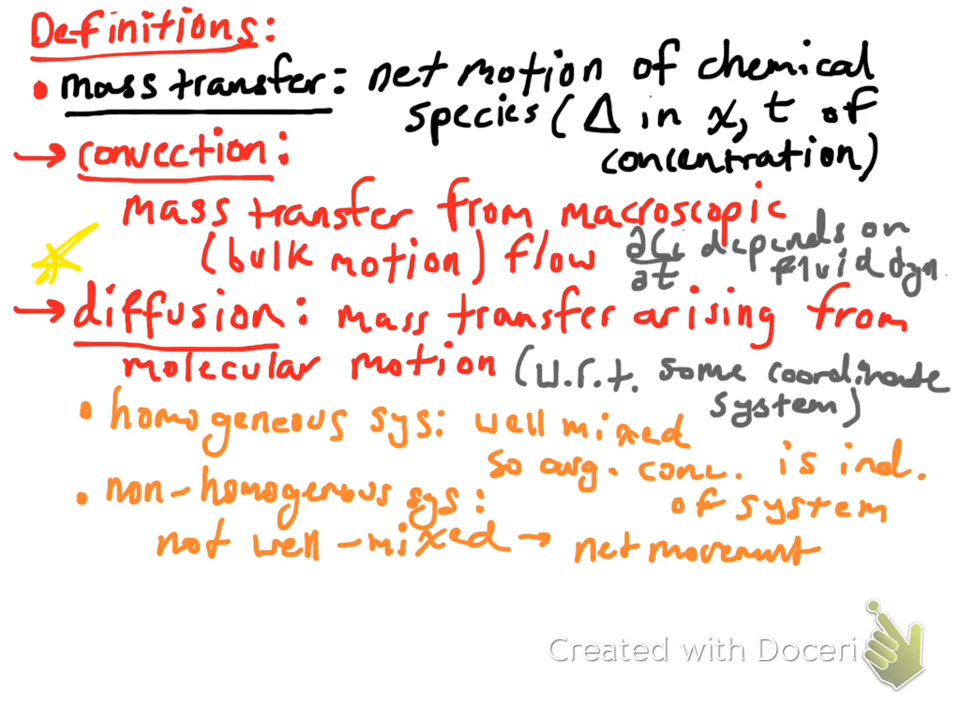 Definitions:
• mass transfer: net motion of chemical
species (Δ in x, t of
concentration)
→ convection:
mass transfer from macroscopic
(bulk motion) flow ∂Ci/∂t depends on
fluid dyn
→ diffusion: mass transfer arising from
molecular motion (w.r.t. some coordinate
system)
• homogeneous sys: well mixed
so avg. conc. is ind.
of system
• non-homogenous sys:
not well-mixed → net movement
Created with Doceri